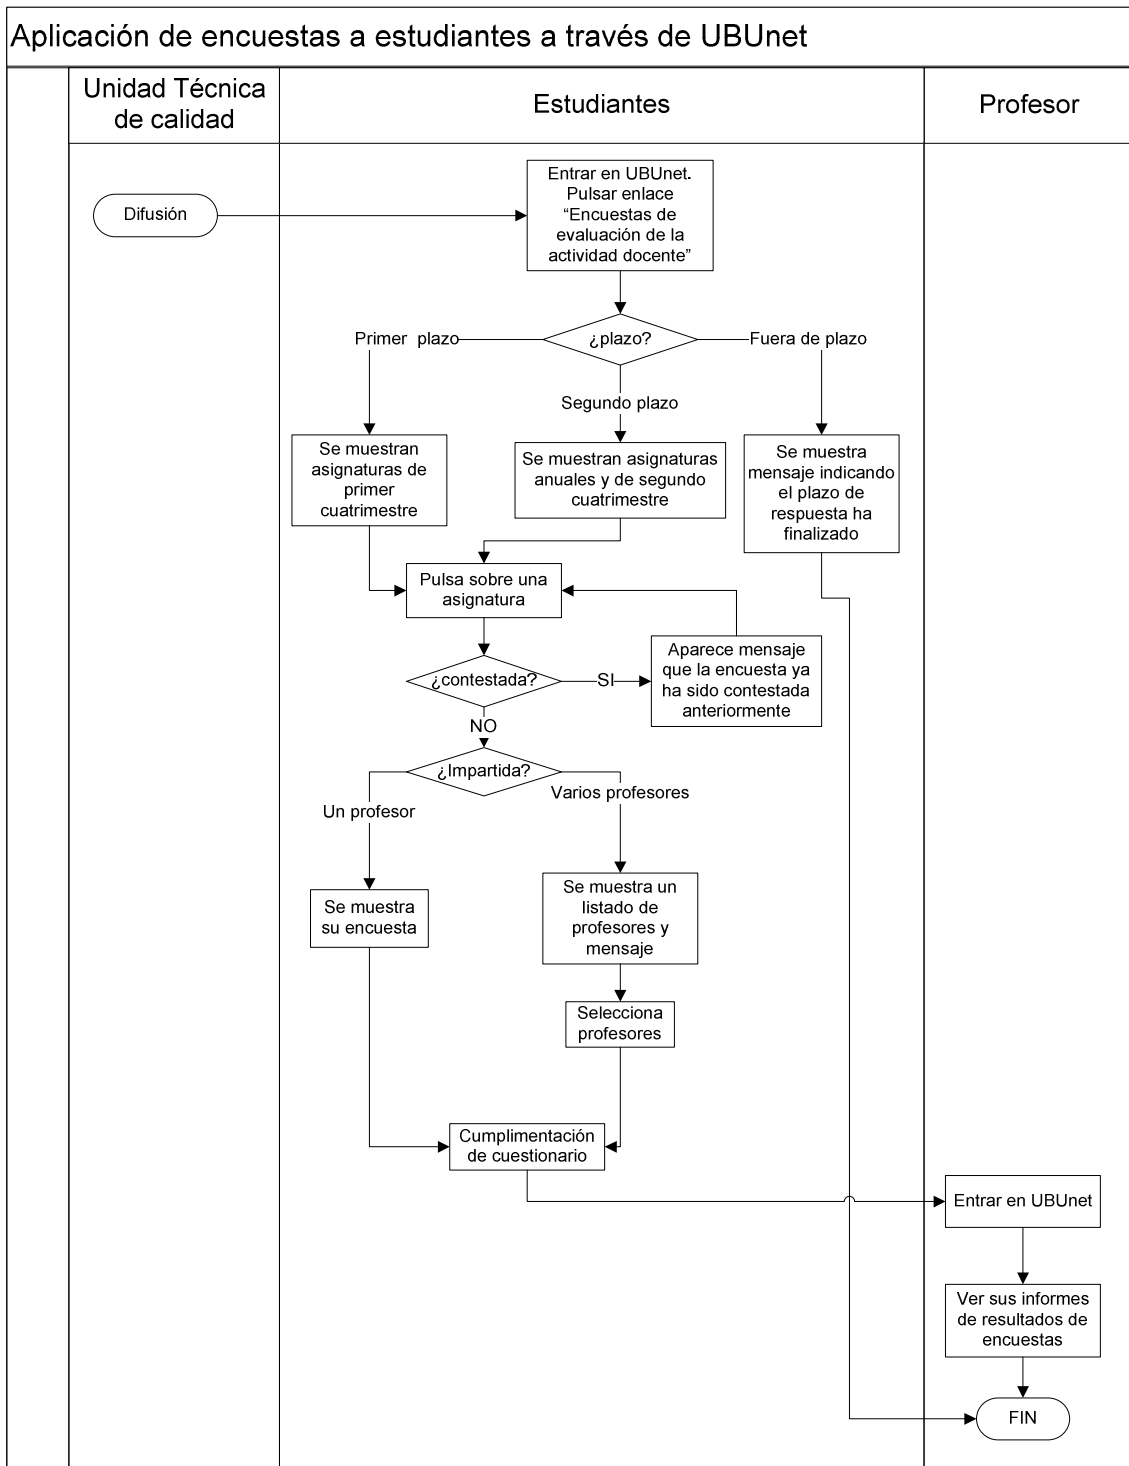 Aplicación de encuestas a estudiantes a través de UBUnet
Unidad Técnica
de calidad
Estudiantes
Profesor
Difusión
Entrar en UBUnet.
Pulsar enlace
“Encuestas de
evaluación de la
actividad docente”
¿plazo?
Primer plazo
Fuera de plazo
Segundo plazo
Se muestran
asignaturas de
primer
cuatrimestre
Se muestran asignaturas
anuales y de segundo
cuatrimestre
Se muestra
mensaje indicando
el plazo de
respuesta ha
finalizado
Pulsa sobre una
asignatura
¿contestada?
SI
Aparece mensaje
que la encuesta ya
ha sido contestada
anteriormente
NO
¿Impartida?
Un profesor
Varios profesores
Se muestra
su encuesta
Se muestra un
listado de
profesores y
mensaje
Selecciona
profesores
Cumplimentación
de cuestionario
Entrar en UBUnet
Ver sus informes
de resultados de
encuestas
FIN